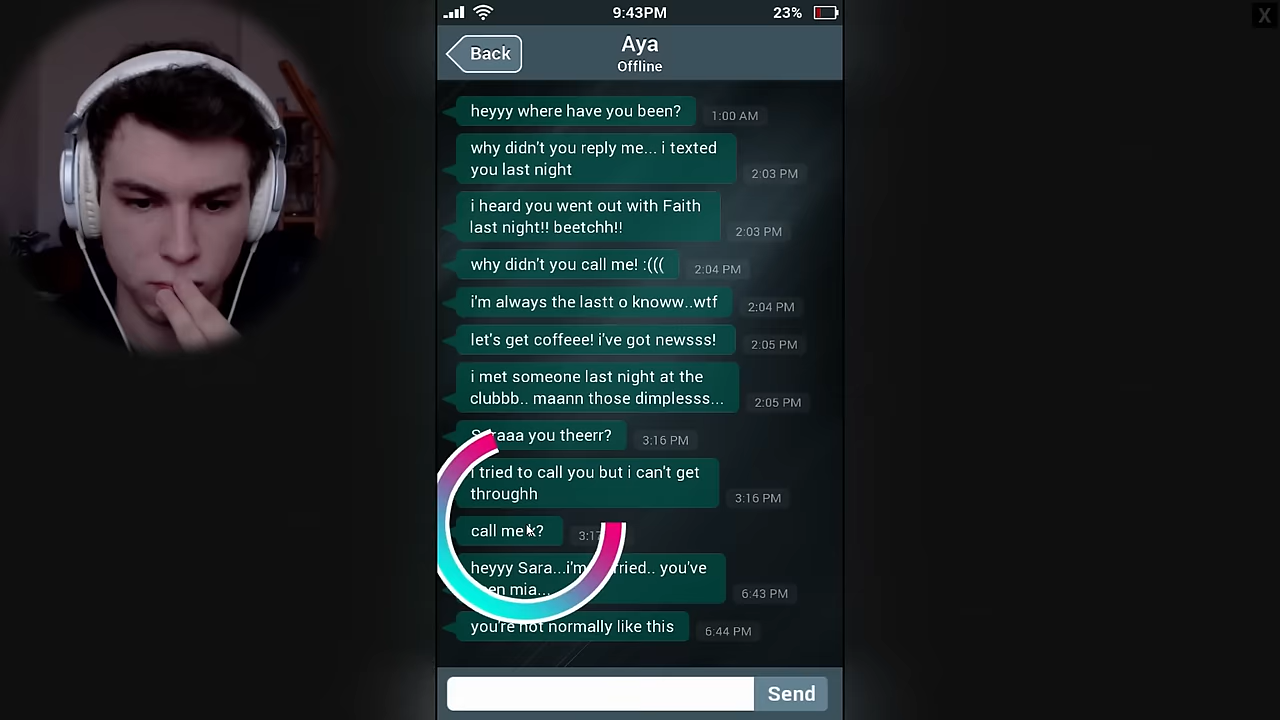 9:43PM
23%
X
Back
Aya
Offline
heyyy where have you been?
1:00 AM
why didn't you reply me... i texted
you last night
2:03 PM
i heard you went out with Faith
last night!! beetchh!!
2:03 PM
why didn't you call me! :(((
2:04 PM
i'm always the lastt o knoww..wtf
2:04 PM
let's get coffeee! i've got newsss!
2:05 PM
i met someone last night at the
clubbb.. maann those dimplesss...
2:05 PM
you theerr?
3:16 PM
i tried to call you but i can't get
throughh
3:16 PM
call me k?
heyyy Sara...i'm you've
mia...
6:43 PM
you're not normally like this
6:44 PM
Send